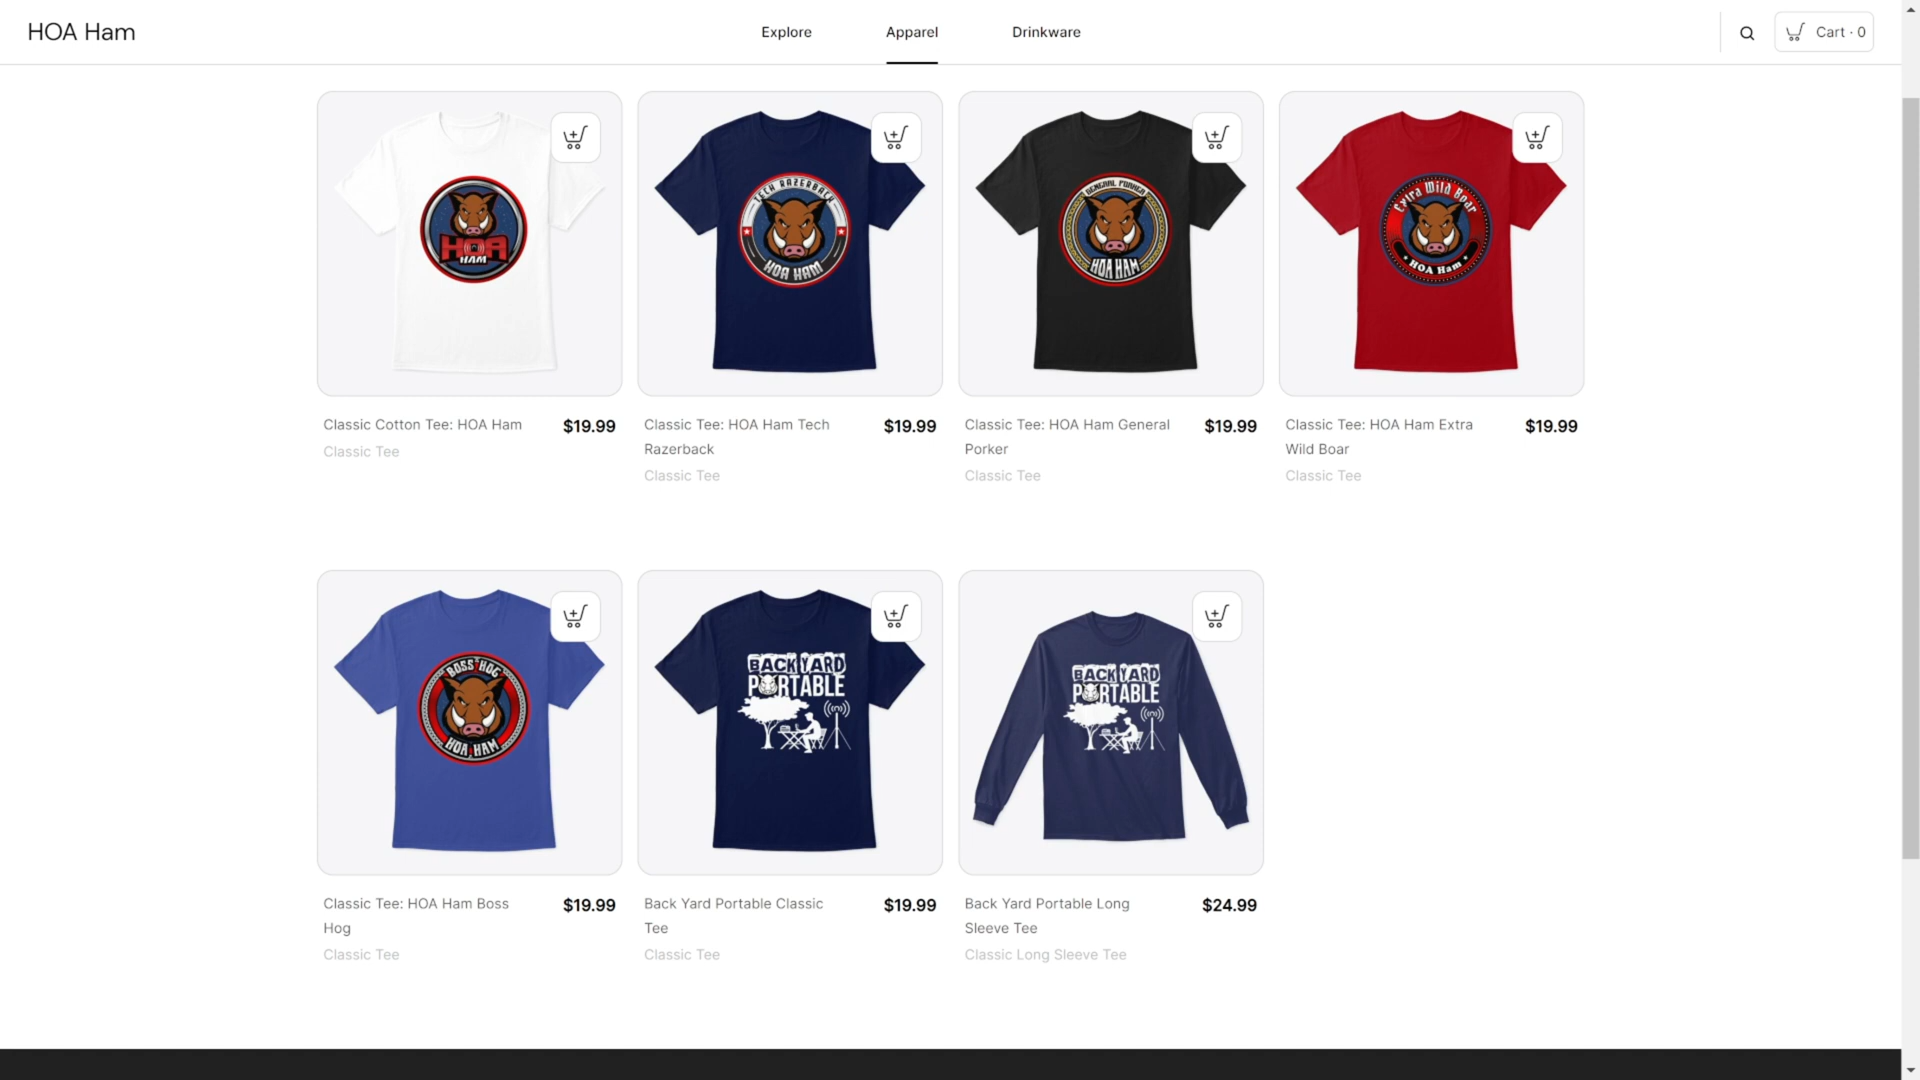 HOA Ham
Explore
Apparel
Drinkware
Cart · 0
HOA
HAM
TECH RAZERBACK
HOA HAM
GENERAL PORKER
HOA HAM
Extra Wild Boar
HOA Ham
Classic Cotton Tee: HOA Ham
$19.99
Classic Tee
Classic Tee: HOA Ham Tech
Razerback
$19.99
Classic Tee
Classic Tee: HOA Ham General
Porker
$19.99
Classic Tee
Classic Tee: HOA Ham Extra
Wild Boar
$19.99
Classic Tee
BOSS HOG
HOA HAM
BACK YARD
PORTABLE
BACK YARD
PORTABLE
Classic Tee: HOA Ham Boss
Hog
$19.99
Classic Tee
Back Yard Portable Classic
Tee
$19.99
Classic Tee
Back Yard Portable Long
Sleeve Tee
$24.99
Classic Long Sleeve Tee